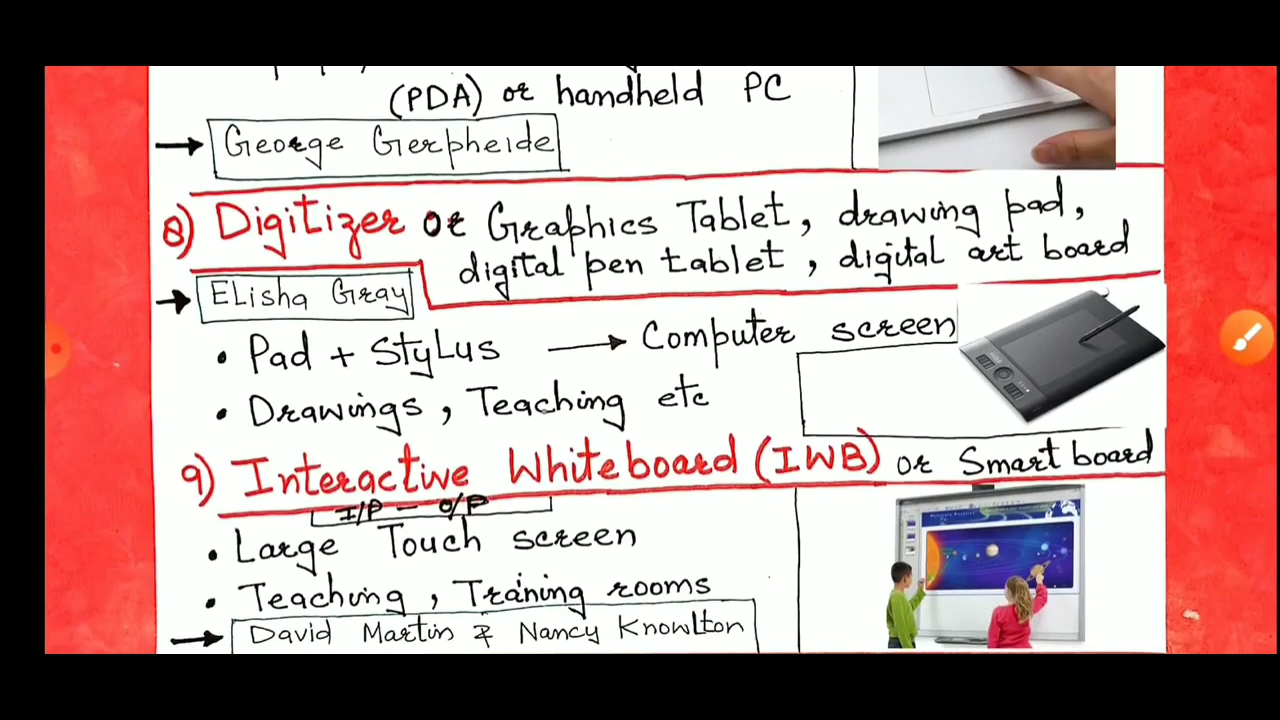 (PDA) or handheld PC
→ George Gerpheide
8) Digitizer or Graphics Tablet, drawing pad,
digital pen tablet, digital art board
→ ELisha Gray
• Pad + StyLus → Computer screen
• Drawings, Teaching etc
9) Interactive Whiteboard (IWB) or Smart board
I/P - O/P
• Large Touch screen
• Teaching, Training rooms
→ David Martin & Nancy Knowlton